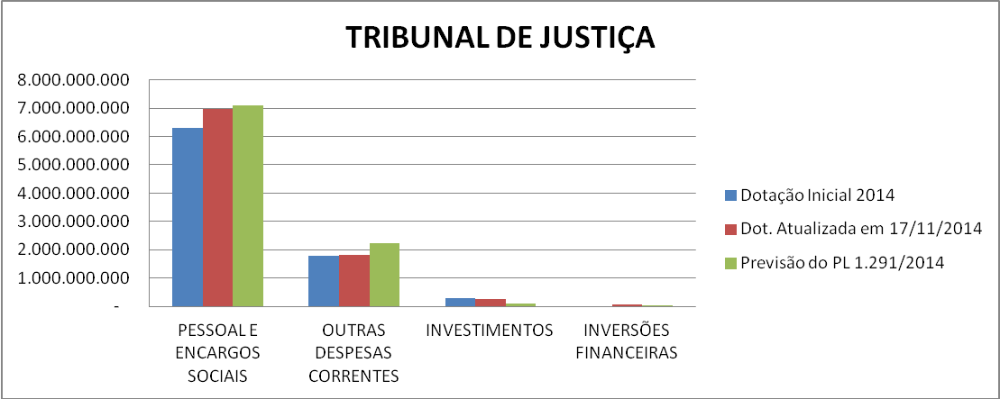 TRIBUNAL DE JUSTIÇA
8.000.000.000
7.000.000.000
6.000.000.000
5.000.000.000
4.000.000.000
3.000.000.000
2.000.000.000
1.000.000.000
-
PESSOAL E
ENCARGOS
SOCIAIS
OUTRAS
DESPESAS
CORRENTES
INVESTIMENTOS
INVERSÕES
FINANCEIRAS
Dotação Inicial 2014
Dot. Atualizada em 17/11/2014
Previsão do PL 1.291/2014